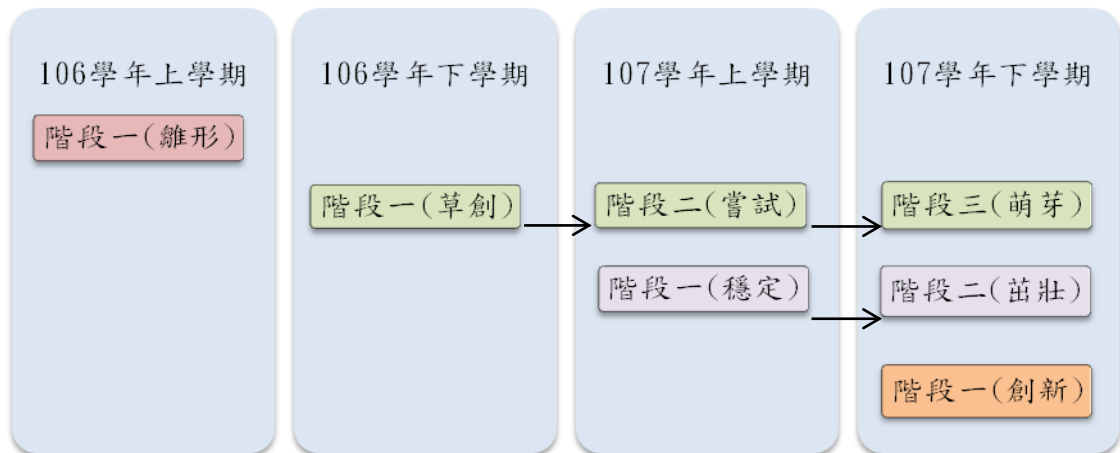 106學年上學期
階段一(雛形)
106學年下學期
階段一(草創)
107學年上學期
階段二(嘗試)
階段一(穩定)
107學年下學期
階段三(萌芽)
階段二(茁壯)
階段一(創新)